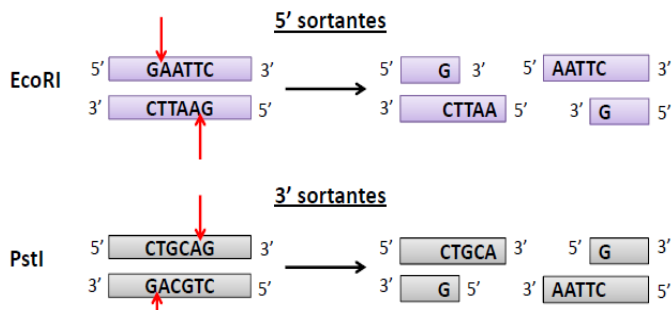 5’ sortantes
EcoRI
5’ GAATTC 3’
5’ G 3’
5’ AATTC 3’
3’ CTTAAG 5’
3’ CTTAA 5’
3’ G 5’
3’ sortantes
PstI
5’ CTGCAG 3’
5’ CTGCA 3’
5’ G 3’
3’ GACGTC 5’
3’ G 5’
3’ AATTC 5’